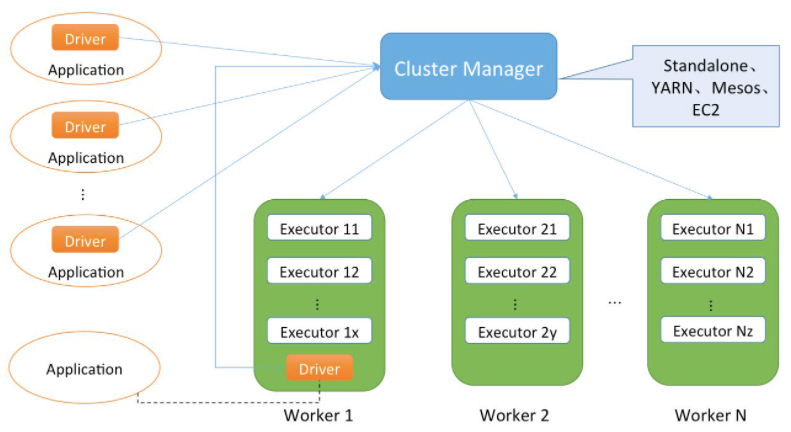 Driver
Application
Driver
Application
⋮
Driver
Application
Application
Cluster Manager
Standalone、
YARN、Mesos、
EC2
Executor 11
Executor 12
⋮
Executor 1x
Driver
Worker 1
Executor 21
Executor 22
⋮
Executor 2y
Worker 2
...
Executor N1
Executor N2
⋮
Executor Nz
Worker N